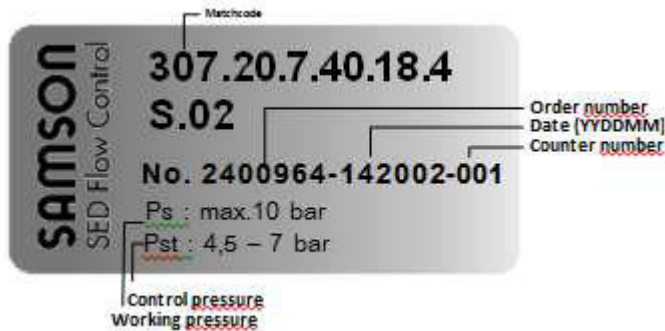 Matchcode
SAMSON
SED Flow Control
307.20.7.40.18.4
S.02
Order number
Date (YYDDMM)
Counter number
No. 2400964-142002-001
Ps : max.10 bar
Pst : 4,5 – 7 bar
Control pressure
Working pressure